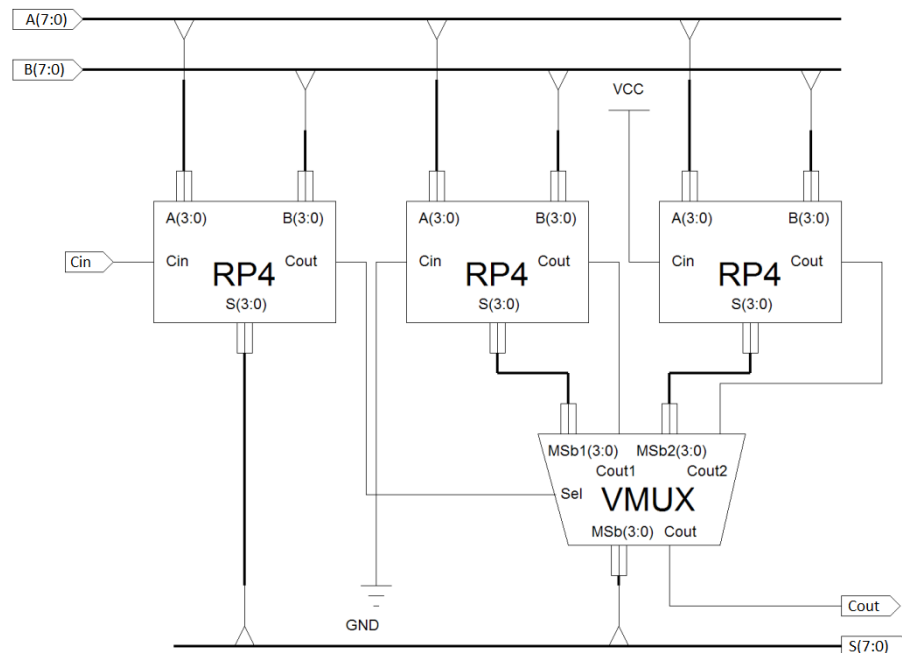 A(7:0)
B(7:0)
VCC
A(3:0) B(3:0) A(3:0) B(3:0) A(3:0) B(3:0)
Cin Cin RP4 Cout Cin RP4 Cout Cin RP4 Cout
S(3:0) S(3:0) S(3:0)
MSb1(3:0) MSb2(3:0)
Cout1 Cout2
Sel VMUX
MSb(3:0) Cout
Cout
GND
S(7:0)